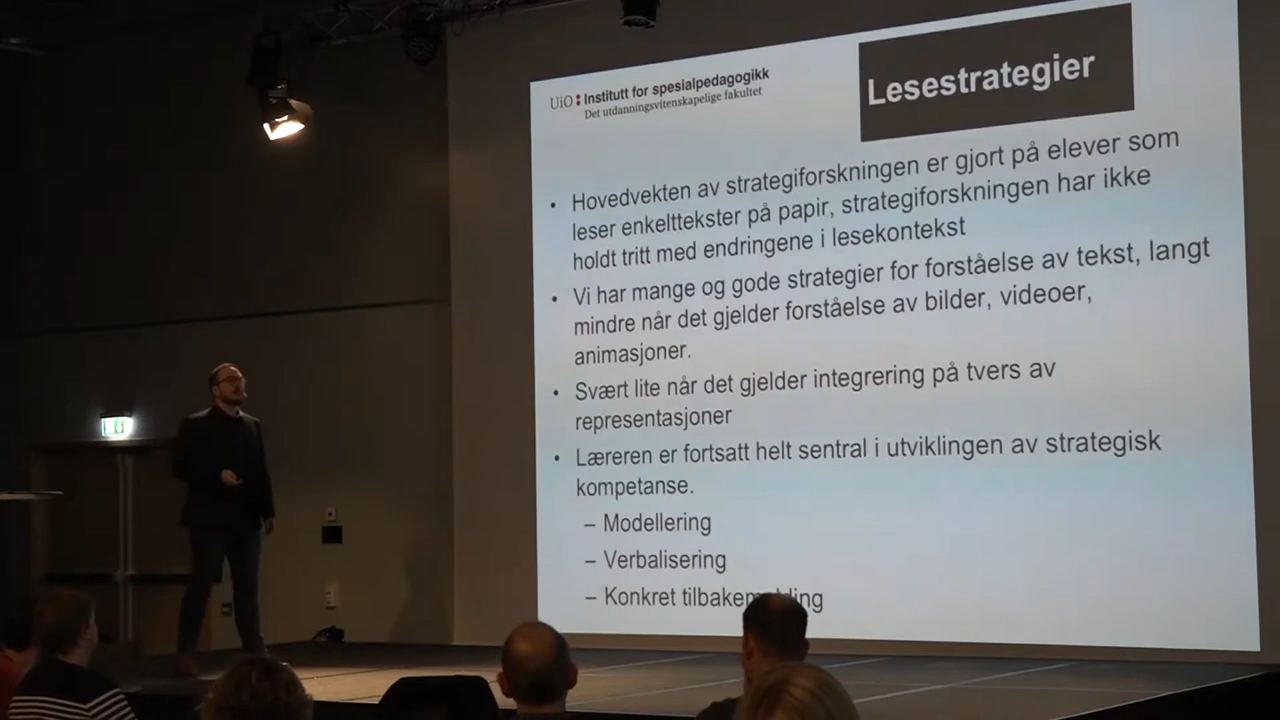 UiO : Institutt for spesialpedagogikk
Det utdanningsvitenskapelige fakultet
Lesestrategier
• Hovedvekten av strategiforskningen er gjort på elever som
leser enkelttekster på papir, strategiforskningen har ikke
holdt tritt med endringene i lesekontekst
• Vi har mange og gode strategier for forståelse av tekst, langt
mindre når det gjelder forståelse av bilder, videoer,
animasjoner.
• Svært lite når det gjelder integrering på tvers av
representasjoner
• Læreren er fortsatt helt sentral i utviklingen av strategisk
kompetanse.
– Modellering
– Verbalisering
– Konkret